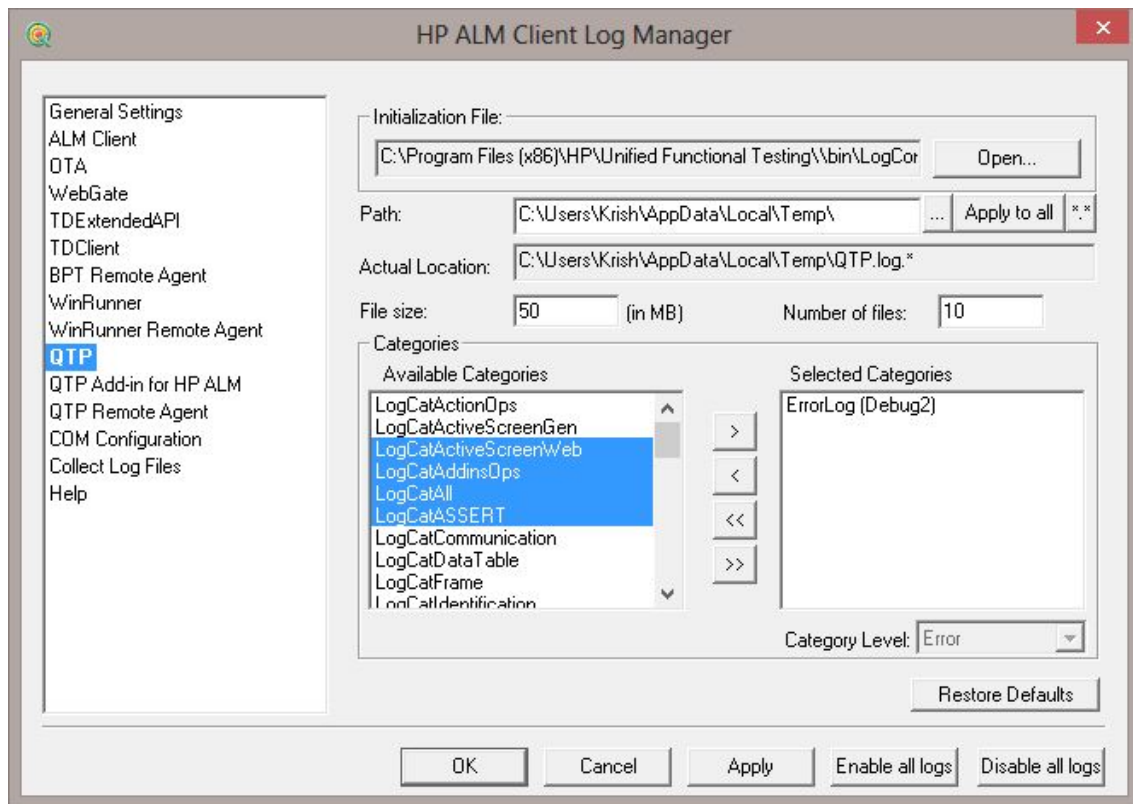 HP ALM Client Log Manager
General Settings
ALM Client
OTA
WebGate
TDExtendedAPI
TDClient
BPT Remote Agent
WinRunner
WinRunner Remote Agent
QTP
QTP Add-in for HP ALM
QTP Remote Agent
COM Configuration
Collect Log Files
Help
Initialization File:
C:\Program Files (x86)\HP\Unified Functional Testing\\bin\LogCor
Open...
Path:
C:\Users\Krish\AppData\Local\Temp\
...
Apply to all
*.*
Actual Location:
C:\Users\Krish\AppData\Local\Temp\QTP.log.*
File size:
50
(in MB)
Number of files:
10
Categories
Available Categories
LogCatActionOps
LogCatActiveScreenGen
LogCatActiveScreenWeb
LogCatAddinsOps
LogCatAll
LogCatASSERT
LogCatCommunication
LogCatDataTable
LogCatFrame
LogCatIdentification
>
<
<<
>>
Selected Categories
ErrorLog (Debug2)
Category Level:
Error
Restore Defaults
OK
Cancel
Apply
Enable all logs
Disable all logs